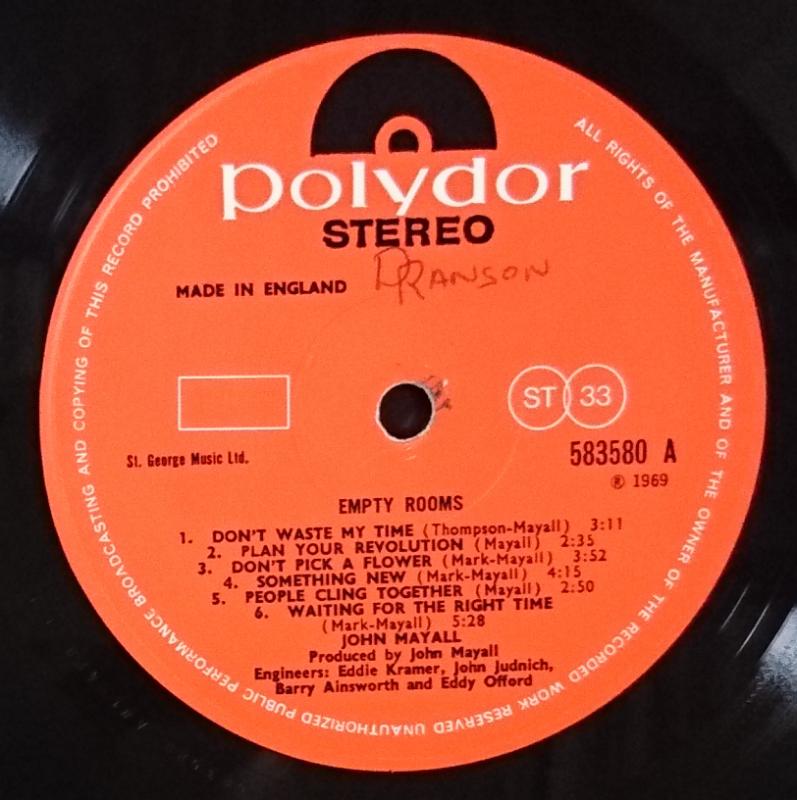 polydor
STEREO
MADE IN ENGLAND
D RANSON
ST 33
St. George Music Ltd.
583580 A
℗ 1969
EMPTY ROOMS
1. DON'T WASTE MY TIME (Thompson-Mayall) 3:11
2. PLAN YOUR REVOLUTION (Mayall) 2:35
3. DON'T PICK A FLOWER (Mark-Mayall) 3:52
4. SOMETHING NEW (Mark-Mayall) 4:15
5. PEOPLE CLING TOGETHER (Mayall) 2:50
6. WAITING FOR THE RIGHT TIME
(Mark-Mayall) 5:28
JOHN MAYALL
Produced by John Mayall
Engineers: Eddie Kramer, John Judnich,
Barry Ainsworth and Eddy Offord
ALL RIGHTS OF THE MANUFACTURER AND OF THE OWNER OF THE RECORDED WORK RESERVED UNAUTHORIZED PUBLIC PERFORMANCE BROADCASTING AND COPYING OF THIS RECORD PROHIBITED